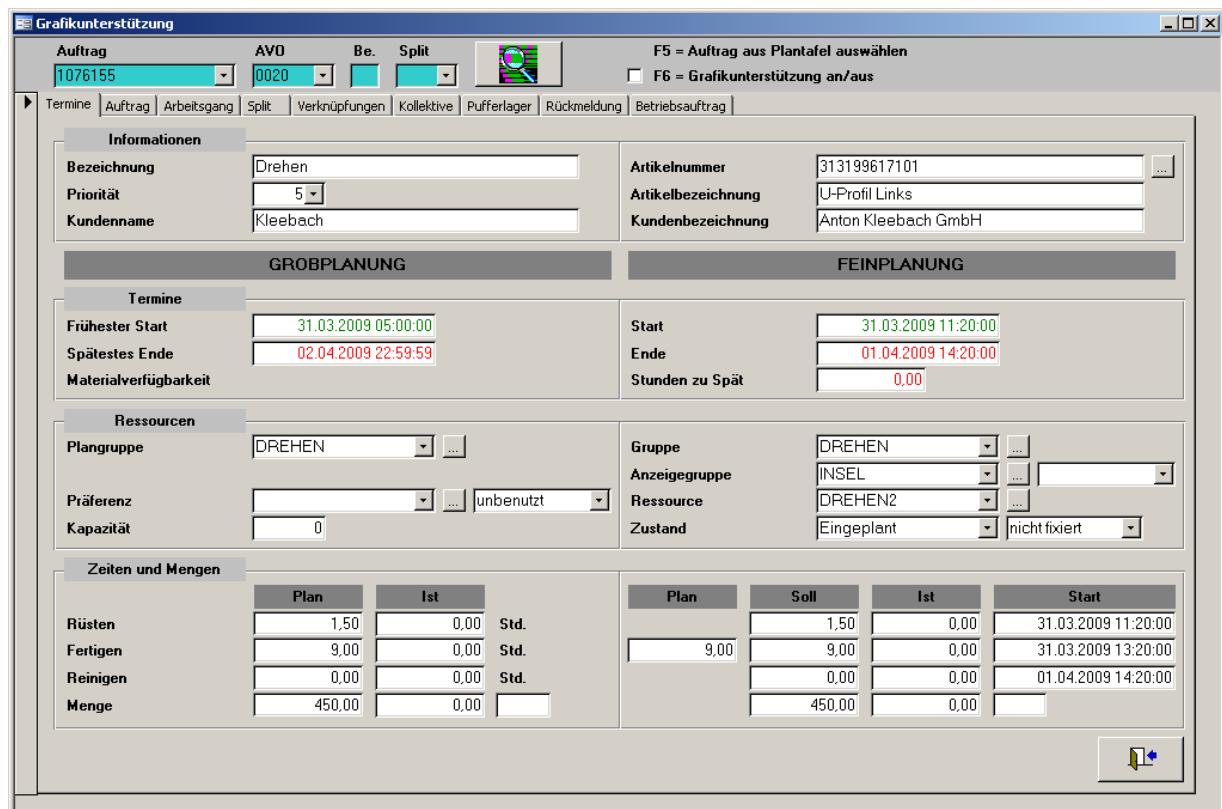 Grafikunterstützung
Auftrag AVO Be. Split F5 = Auftrag aus Plantafel auswählen
1076155 0020 F6 = Grafikunterstützung an/aus
Termine Auftrag Arbeitsgang Split Verknüpfungen Kollektive Pufferlager Rückmeldung Betriebsauftrag
Informationen
Bezeichnung Drehen Artikelnummer 313199617101 ...
Priorität 5 Artikelbezeichnung U-Profil Links
Kundenname Kleebach Kundenbezeichnung Anton Kleebach GmbH
GROBPLANUNG FEINPLANUNG
Termine
Frühester Start 31.03.2009 05:00:00 Start 31.03.2009 11:20:00
Spätestes Ende 02.04.2009 22:59:59 Ende 01.04.2009 14:20:00
Materialverfügbarkeit Stunden zu Spät 0,00
Ressourcen
Plangruppe DREHEN ... Gruppe DREHEN ...
Anzeigegruppe INSEL ...
Präferenz ... unbenutzt Ressource DREHEN2 ...
Kapazität 0 Zustand Eingeplant nicht fixiert
Zeiten und Mengen
Plan Ist Plan Soll Ist Start
Rüsten 1,50 0,00 Std. 1,50 0,00 31.03.2009 11:20:00
Fertigen 9,00 0,00 Std. 9,00 9,00 0,00 31.03.2009 13:20:00
Reinigen 0,00 0,00 Std. 0,00 0,00 01.04.2009 14:20:00
Menge 450,00 0,00 450,00 0,00